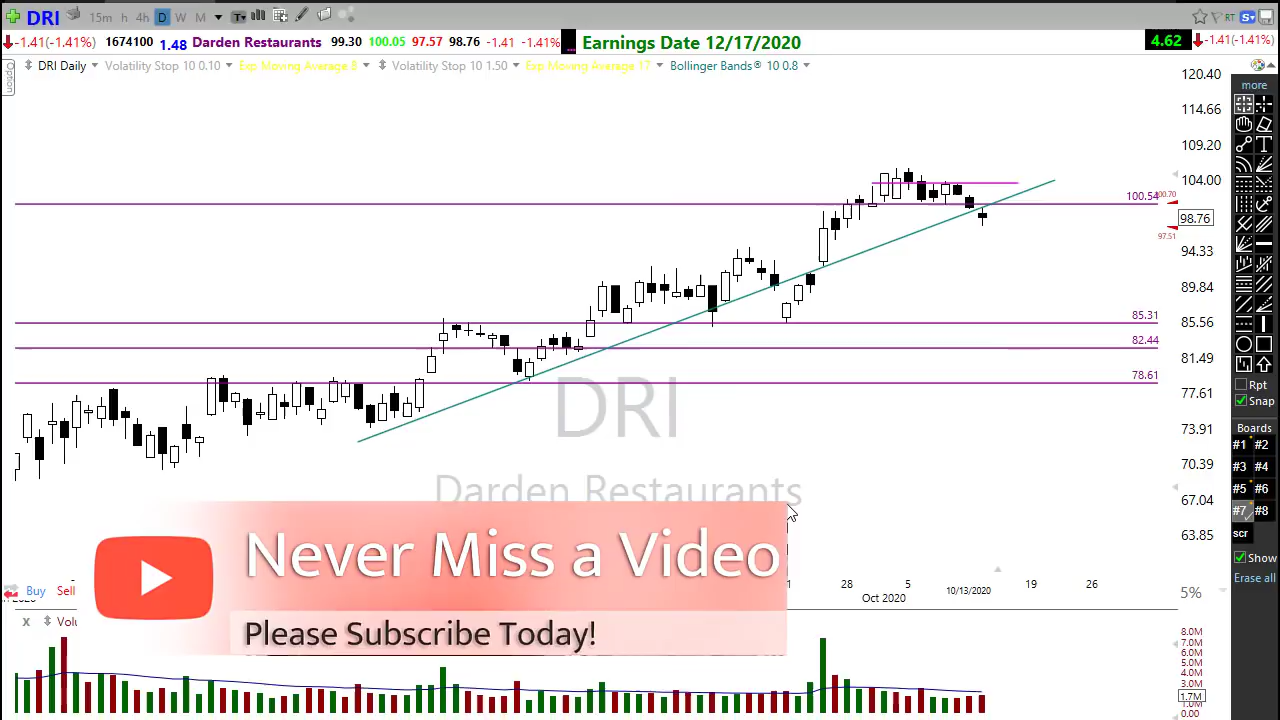 DRI 15m h 4h D W M T
-1.41(-1.41%) 1674100 1.48 Darden Restaurants 99.30 100.05 97.57 98.76 -1.41 -1.41% Earnings Date 12/17/2020 4.62 -1.41(-1.41%)
Option
DRI Daily Volatility Stop 10 0.10 Exp Moving Average 8 Volatility Stop 10 1.50 Exp Moving Average 17 Bollinger Bands® 10 0.8
RT S
more
120.40
114.66
109.20
104.00
100.54
100.70
98.76
97.51
94.33
89.84
85.31
85.56
82.44
81.49
78.61
77.61
73.91
70.39
67.04
63.85
5%
Rpt
Snap
Boards
#1 #2
#3 #4
#5 #6
#7 #8
scr
Show
Erase all
DRI
Darden Restaurants
Never Miss a Video
Please Subscribe Today!
Buy Sell
28 5 19 26
Oct 2020 10/13/2020
X Volu
8.0M
7.0M
6.0M
5.0M
4.0M
3.0M
1.7M
0.00